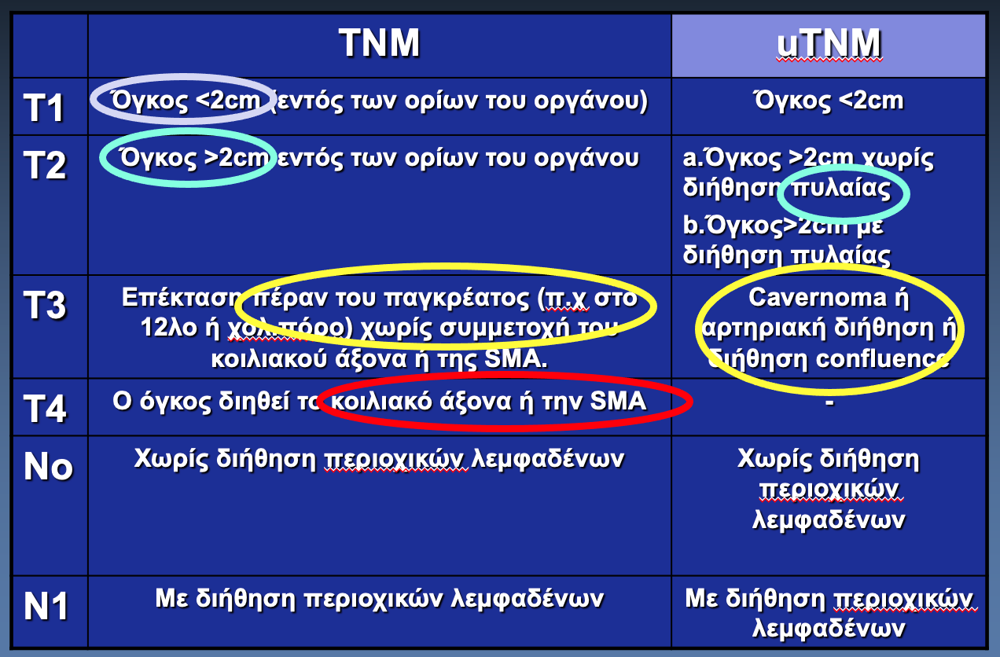 TNM
uTNM
T1
Όγκος <2cm (εντός των ορίων του οργάνου)
Όγκος <2cm
T2
Όγκος >2cm εντός των ορίων του οργάνου
a.Όγκος >2cm χωρίς
διήθηση πυλαίας
b.Όγκος>2cm με
διήθηση πυλαίας
T3
Επέκταση πέραν του παγκρέατος (π.χ στο
12λο ή χολ.πόρο) χωρίς συμμετοχή του
κοιλιακού άξονα ή της SMA.
Cavernoma ή
αρτηριακή διήθηση ή
διήθηση confluence
T4
Ο όγκος διηθεί το κοιλιακό άξονα ή την SMA
-
No
Χωρίς διήθηση περιοχικών λεμφαδένων
Χωρίς διήθηση
περιοχικών
λεμφαδένων
N1
Με διήθηση περιοχικών λεμφαδένων
Με διήθηση περιοχικών
λεμφαδένων